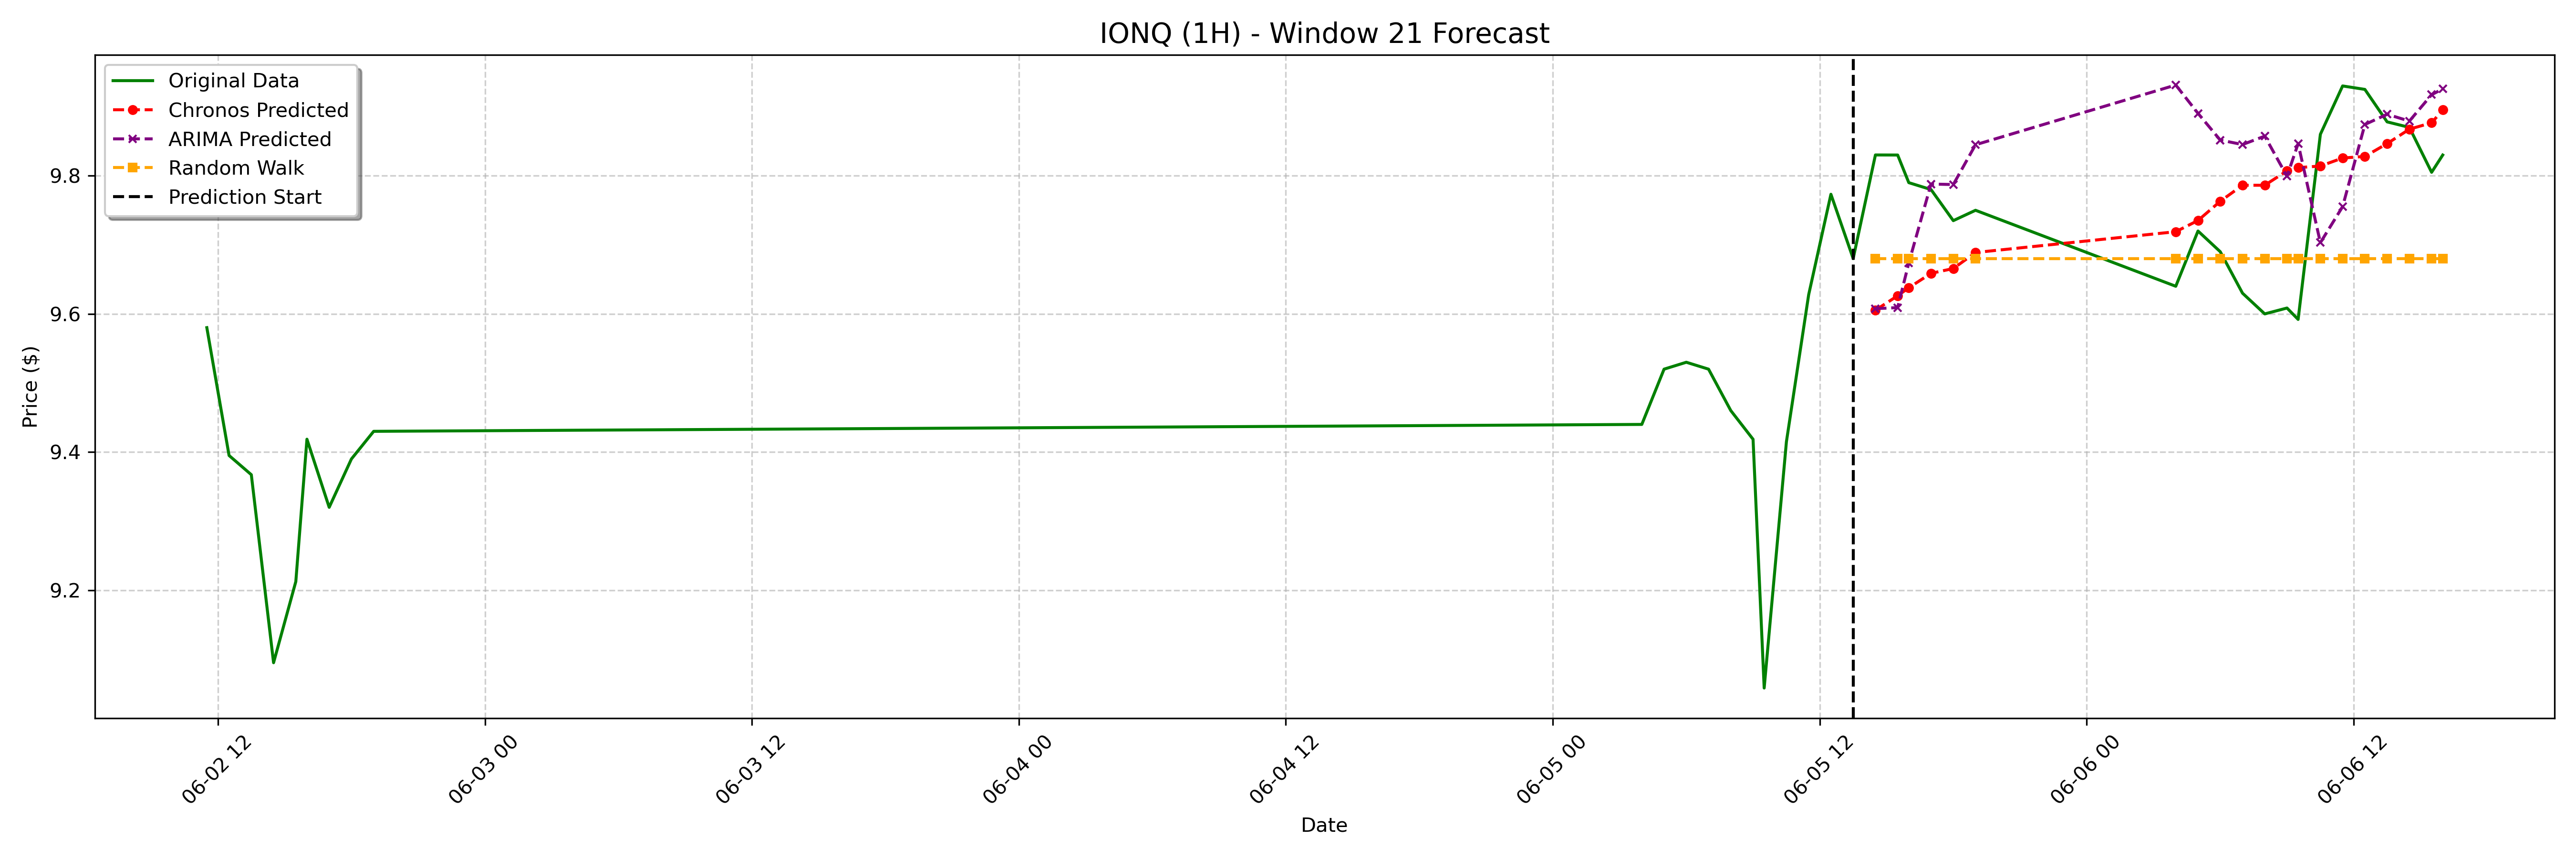 IONQ (1H) - Window 21 Forecast
Original Data
Chronos Predicted
ARIMA Predicted
Random Walk
Prediction Start
9.8
9.6
9.4
9.2
Price ($)
06-02 12
06-03 00
06-03 12
06-04 00
06-04 12
06-05 00
06-05 12
06-06 00
06-06 12
Date